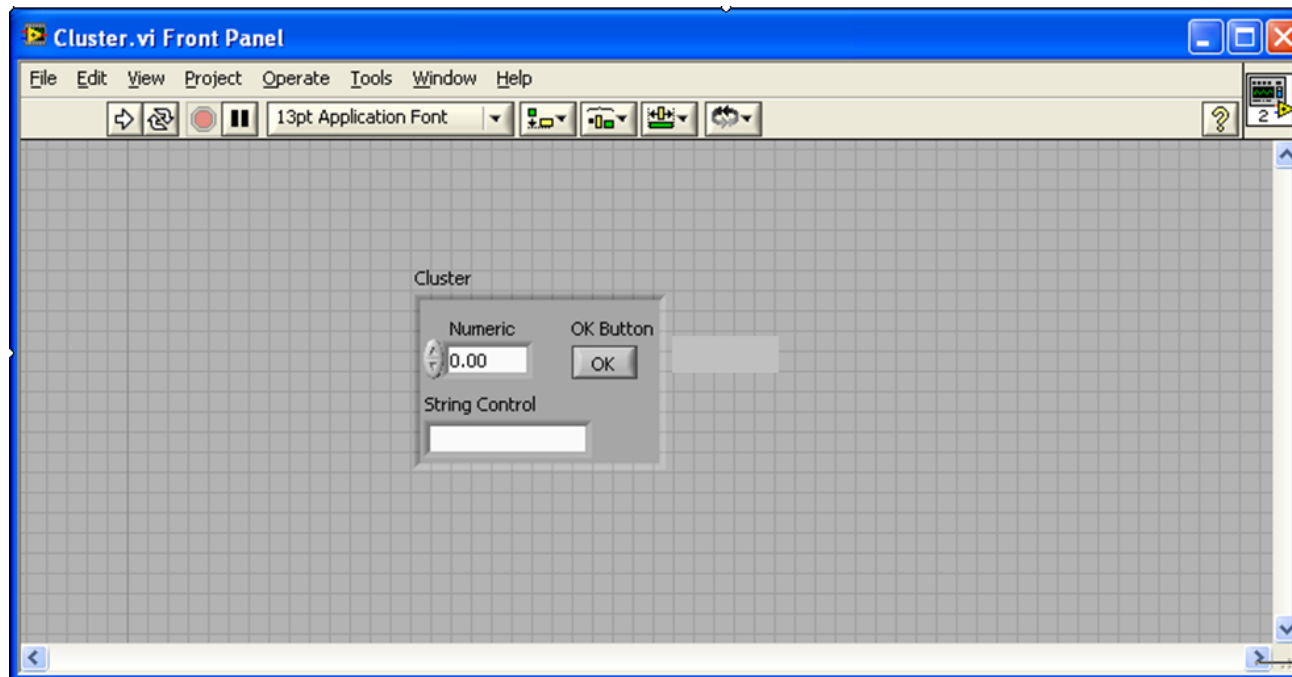 Cluster.vi Front Panel
File Edit View Project Operate Tools Window Help
13pt Application Font
? 2
Cluster
Numeric OK Button
0.00 OK
String Control